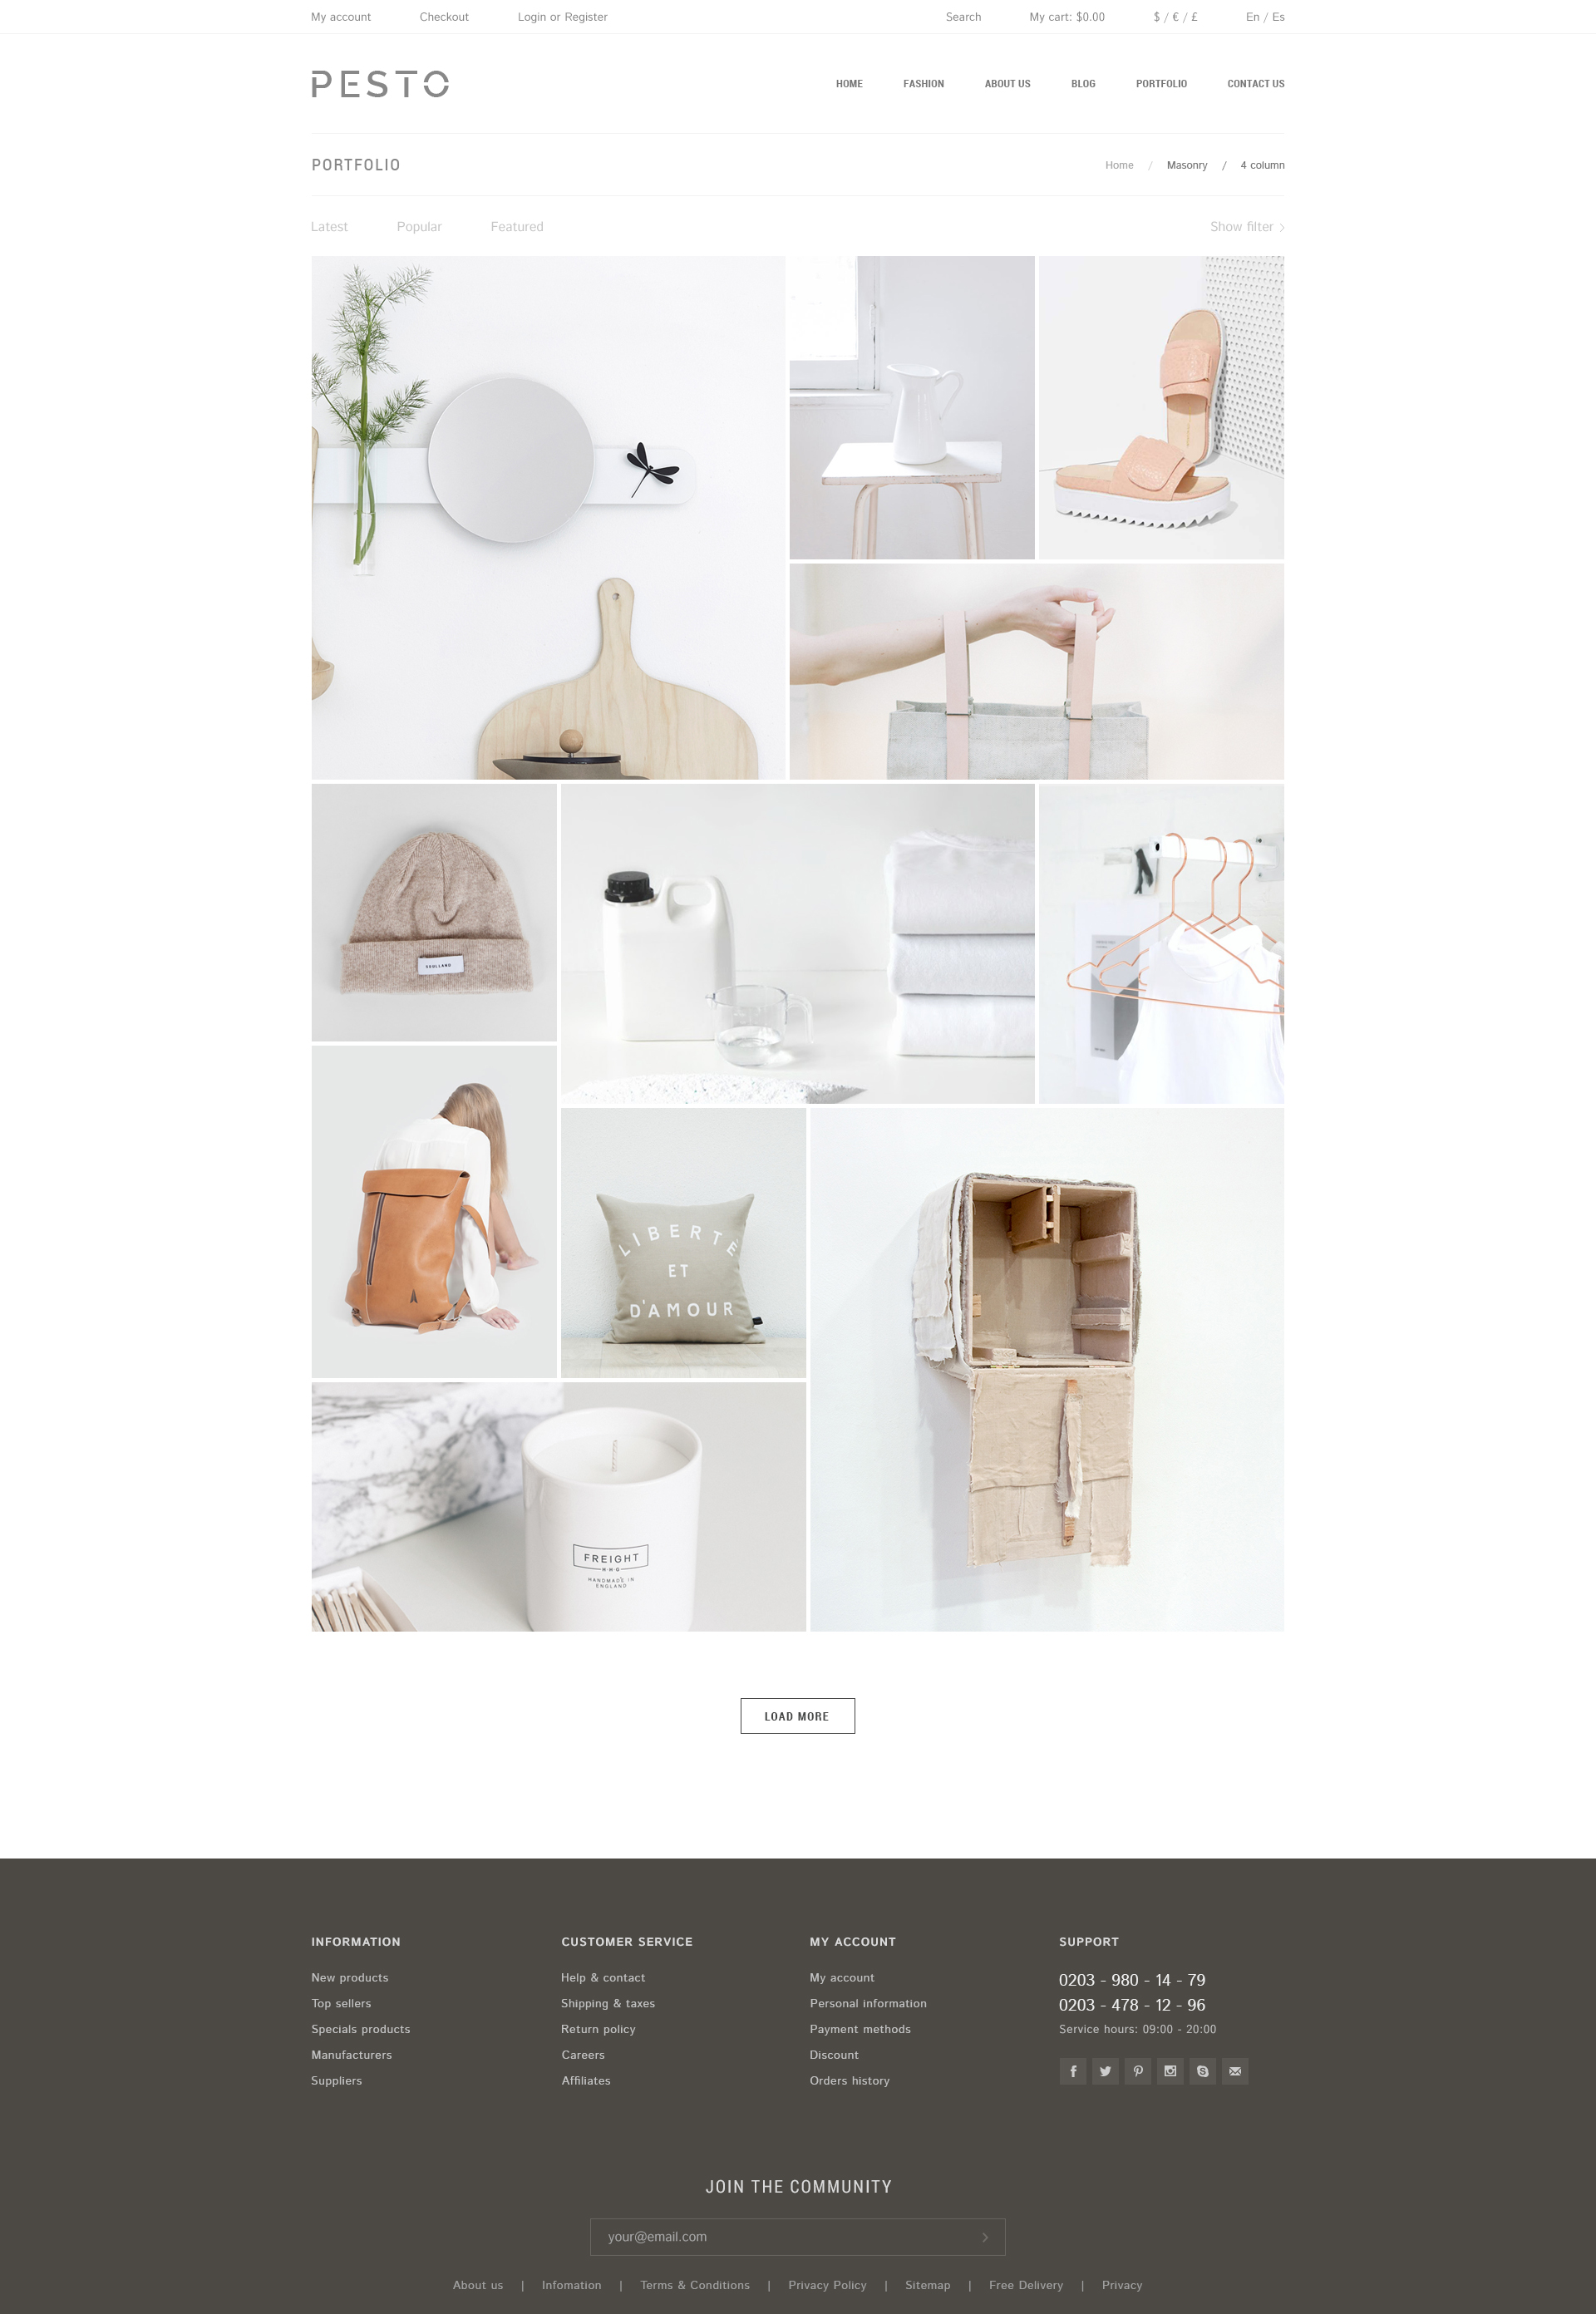 My account Checkout Login or Register Search My cart: $0.00 $ / € / £ En / Es
PESTO HOME FASHION ABOUT US BLOG PORTFOLIO CONTACT US
PORTFOLIO Home / Masonry / 4 column
Latest Popular Featured Show filter
SOULLAND
LIBERTÉ
ET
D'AMOUR
FREIGHT
H·H·G
HANDMADE IN
ENGLAND
LOAD MORE
INFORMATION CUSTOMER SERVICE MY ACCOUNT SUPPORT
New products Help & contact My account 0203 - 980 - 14 - 79
Top sellers Shipping & taxes Personal information 0203 - 478 - 12 - 96
Specials products Return policy Payment methods Service hours: 09:00 - 20:00
Manufacturers Careers Discount
Suppliers Affiliates Orders history
JOIN THE COMMUNITY
your@email.com
About us | Infomation | Terms & Conditions | Privacy Policy | Sitemap | Free Delivery | Privacy